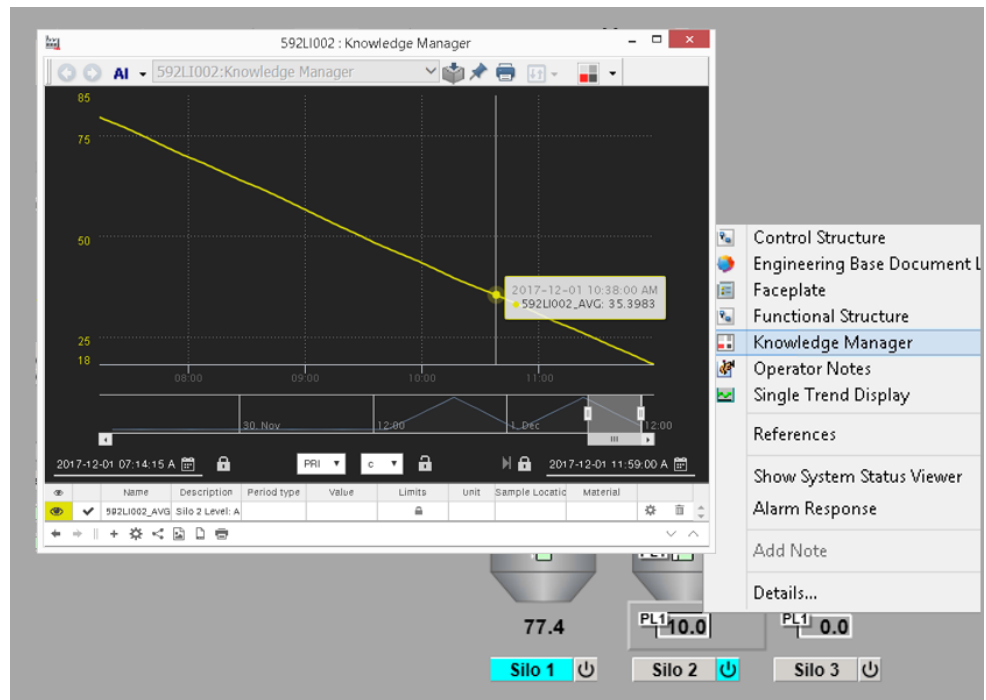 592LI002 : Knowledge Manager
AI 592LI002:Knowledge Manager
85
75
50
25
18
2017-12-01 10:38:00 AM
592LI002_AVG: 35.3983
08:00 09:00 10:00 11:00
30. Nov 12:00 1. Dec 12:00
2017-12-01 07:14:15 A PRI c 2017-12-01 11:59:00 A
Name Description Period type Value Limits Unit Sample Locatic Material
592LI002_AVG Silo 2 Level: A
Control Structure
Engineering Base Document L
Faceplate
Functional Structure
Knowledge Manager
Operator Notes
Single Trend Display
References
Show System Status Viewer
Alarm Response
Add Note
Details...
77.4 PL1 10.0 PL1 0.0
Silo 1 Silo 2 Silo 3